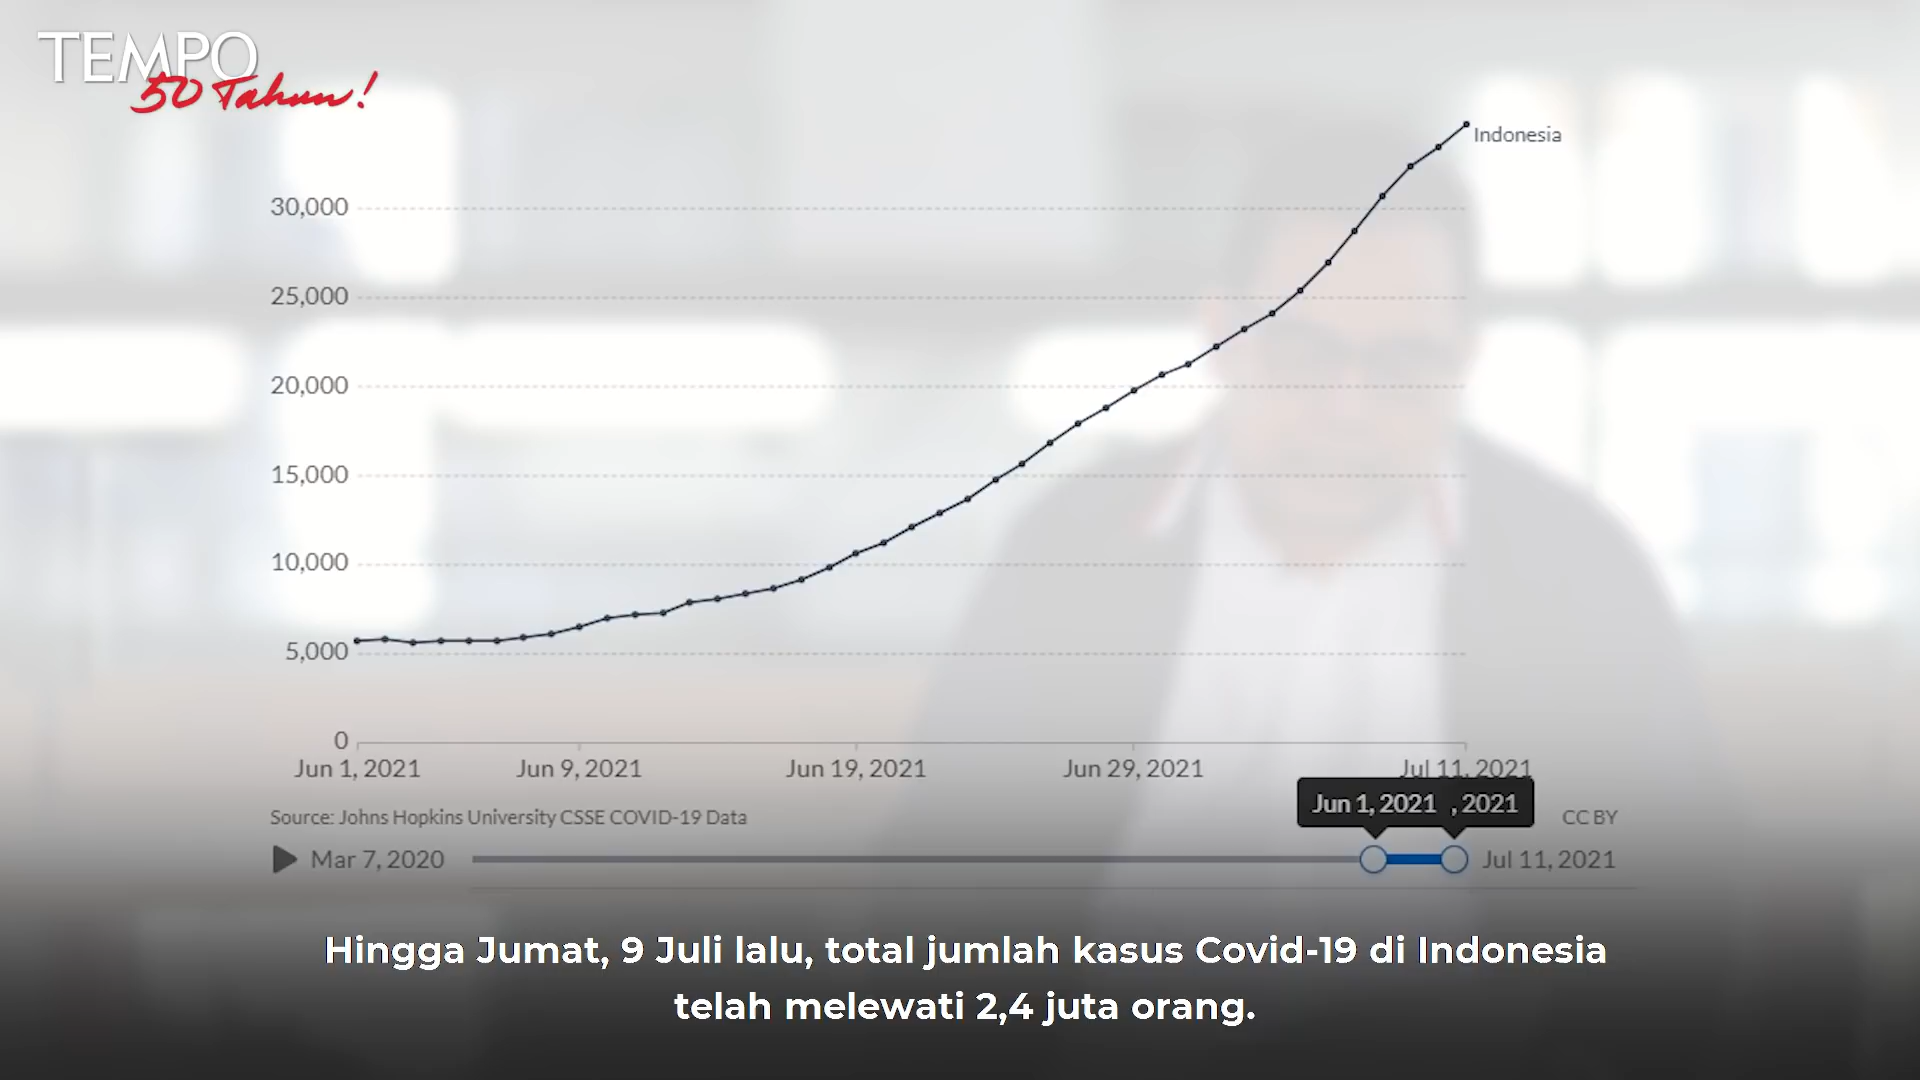 TEMPO
50 Tahun!
Indonesia
30,000
25,000
20,000
15,000
10,000
5,000
0
Jun 1, 2021 Jun 9, 2021 Jun 19, 2021 Jun 29, 2021 Jul 11, 2021
Jun 1, 2021 , 2021
Source: Johns Hopkins University CSSE COVID-19 Data CC BY
Mar 7, 2020 Jul 11, 2021
Hingga Jumat, 9 Juli lalu, total jumlah kasus Covid-19 di Indonesia
telah melewati 2,4 juta orang.